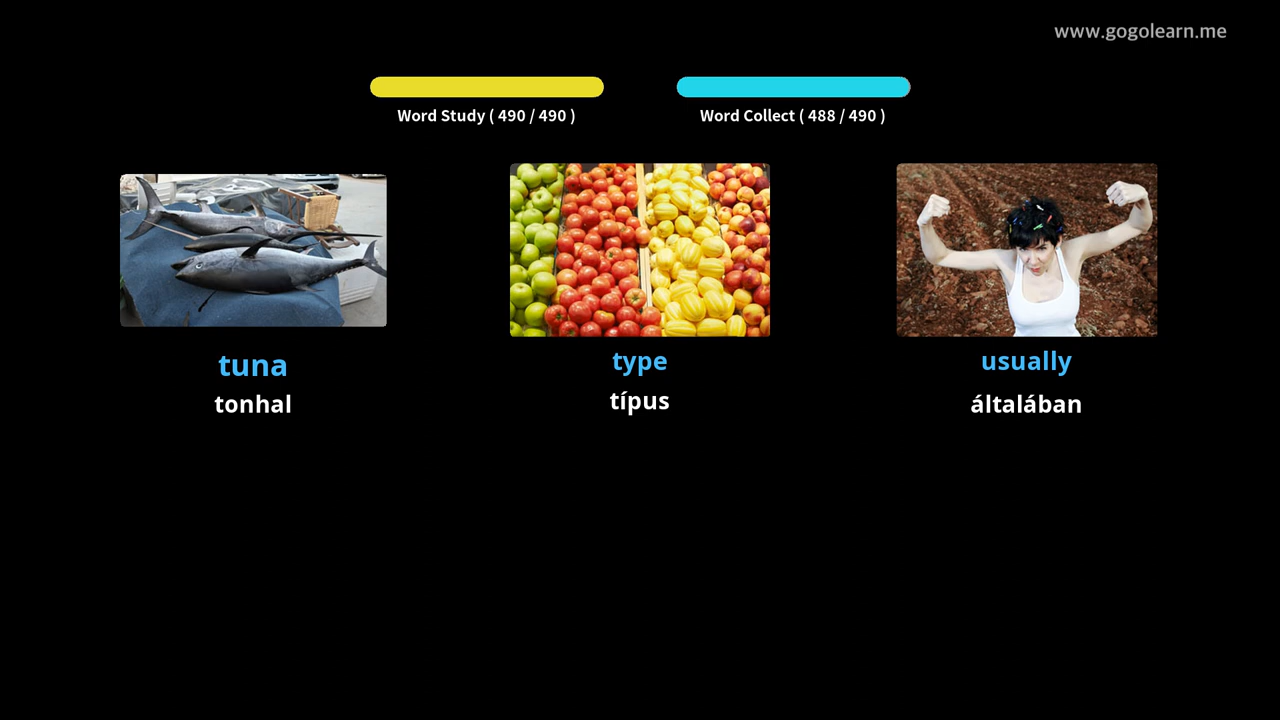 www.gogolearn.me
Word Study ( 490 / 490 )
Word Collect ( 488 / 490 )
tuna
tonhal
type
típus
usually
általában